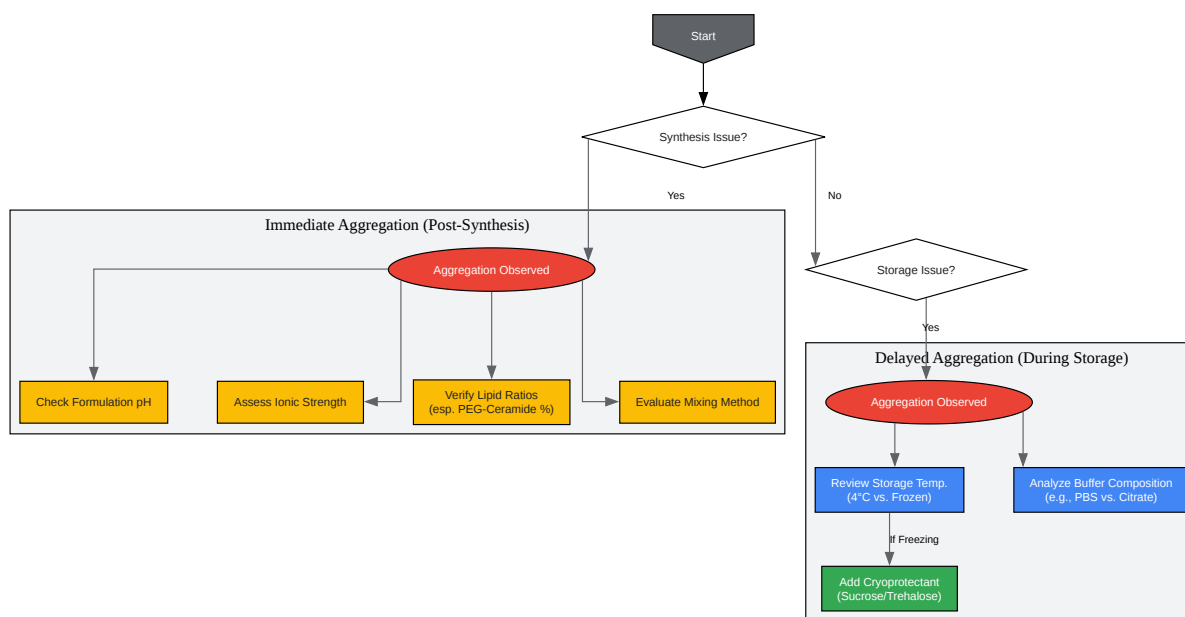 Start
Synthesis Issue?
Yes
No
Immediate Aggregation (Post-Synthesis)
Aggregation Observed
Check Formulation pH
Assess Ionic Strength
Verify Lipid Ratios
(esp. PEG-Ceramide %)
Evaluate Mixing Method
Storage Issue?
Yes
Delayed Aggregation (During Storage)
Aggregation Observed
Review Storage Temp.
(4°C vs. Frozen)
Analyze Buffer Composition
(e.g., PBS vs. Citrate)
If Freezing
Add Cryoprotectant
(Sucrose/Trehalose)